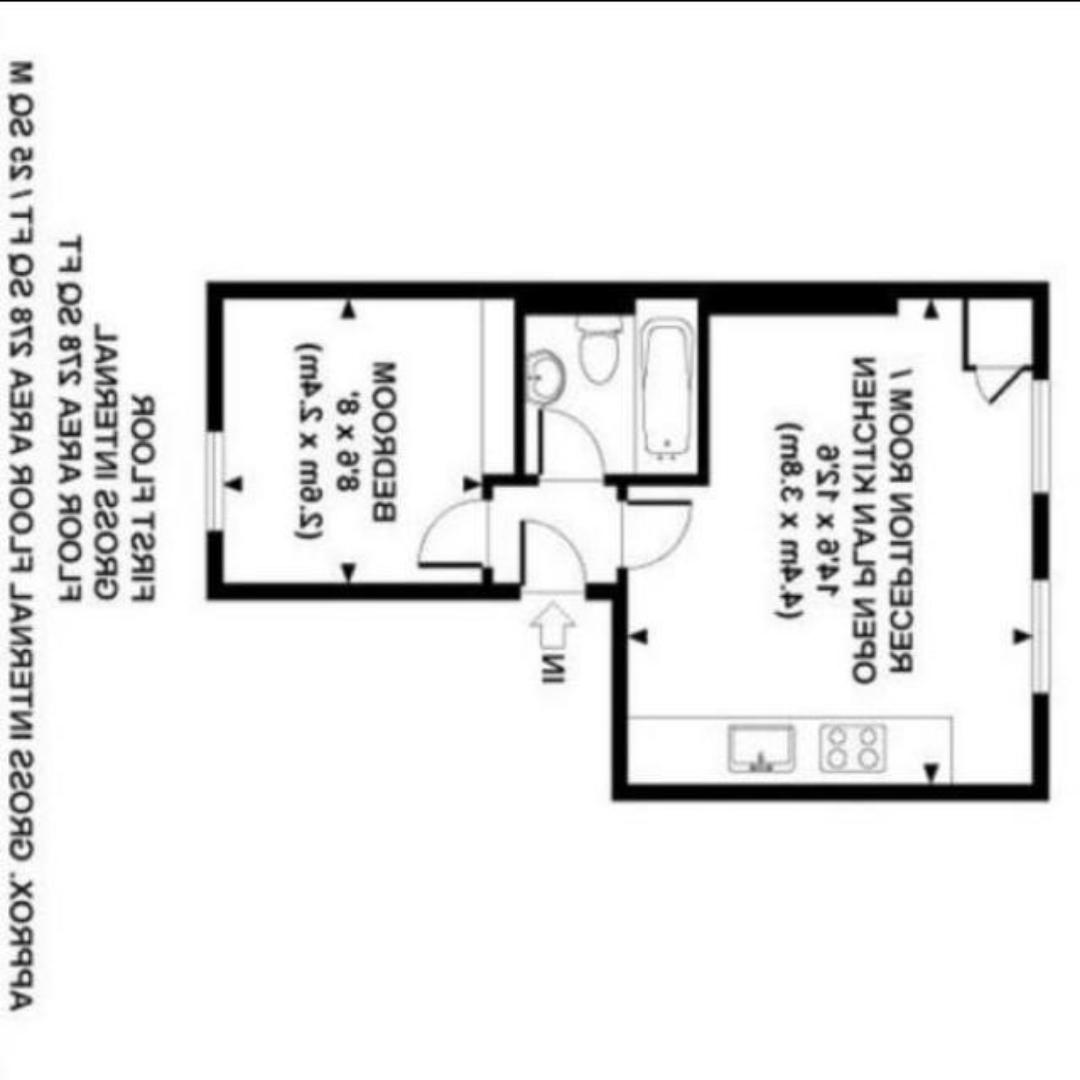 RECEPTION ROOM /
OPEN PLAN KITCHEN
14'6 x 12'6
(4.4m x 3.8m)
IN
BEDROOM
8'6 x 8'
(2.6m x 2.4m)
FIRST FLOOR
GROSS INTERNAL
FLOOR AREA 278 SQ FT
APPROX. GROSS INTERNAL FLOOR AREA 278 SQ FT / 25 SQ M